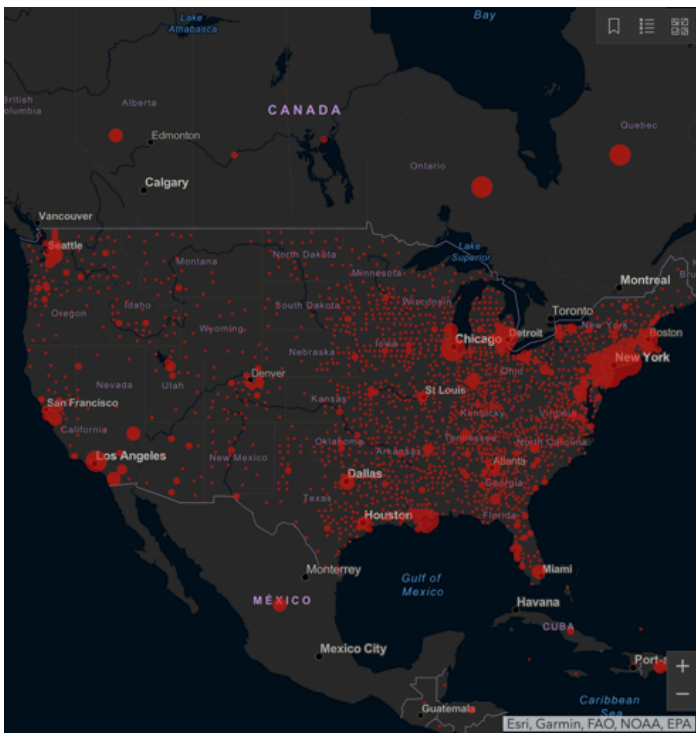 Bay
Lake
Athabasca
British
Columbia
Alberta
CANADA
Edmonton
Quebec
Ontario
Calgary
Vancouver
Seattle
Lake
Superior
Montana
North Dakota
Minnesota
Montreal
Oregon
Idaho
South Dakota
Wisconsin
Toronto
Wyoming
Chicago
Detroit
New York
Boston
Iowa
Nebraska
New York
Nevada
Utah
Denver
Ohio
San Francisco
Kansas
St Louis
Kentucky
Virginia
California
Los Angeles
New Mexico
Oklahoma
Arkansas
Tennessee
North Carolina
Dallas
Atlanta
Georgia
Texas
Houston
Florida
Monterrey
Gulf of
Mexico
Miami
MÉXICO
Havana
CUBA
Mexico City
Port-a
Guatemala
Caribbean
Sea
+
−
Esri, Garmin, FAO, NOAA, EPA